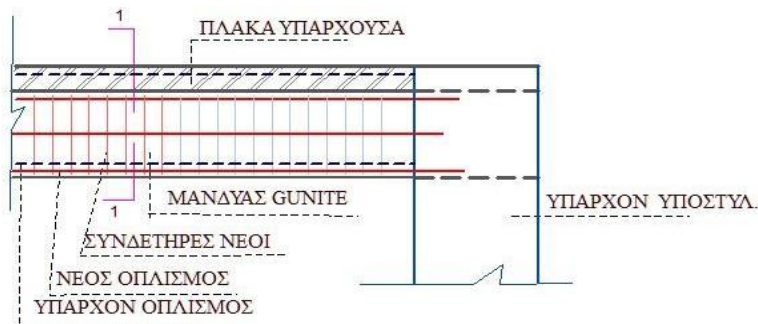 1
ΠΛΑΚΑ ΥΠΑΡΧΟΥΣΑ
1
ΜΑΝΔΥΑΣ GUNITE
ΥΠΑΡΧΟΝ ΥΠΟΣΤΥΛ.
ΣΥΝΔΕΤΗΡΕΣ ΝΕΟΙ
ΝΕΟΣ ΟΠΛΙΣΜΟΣ
ΥΠΑΡΧΟΝ ΟΠΛΙΣΜΟΣ